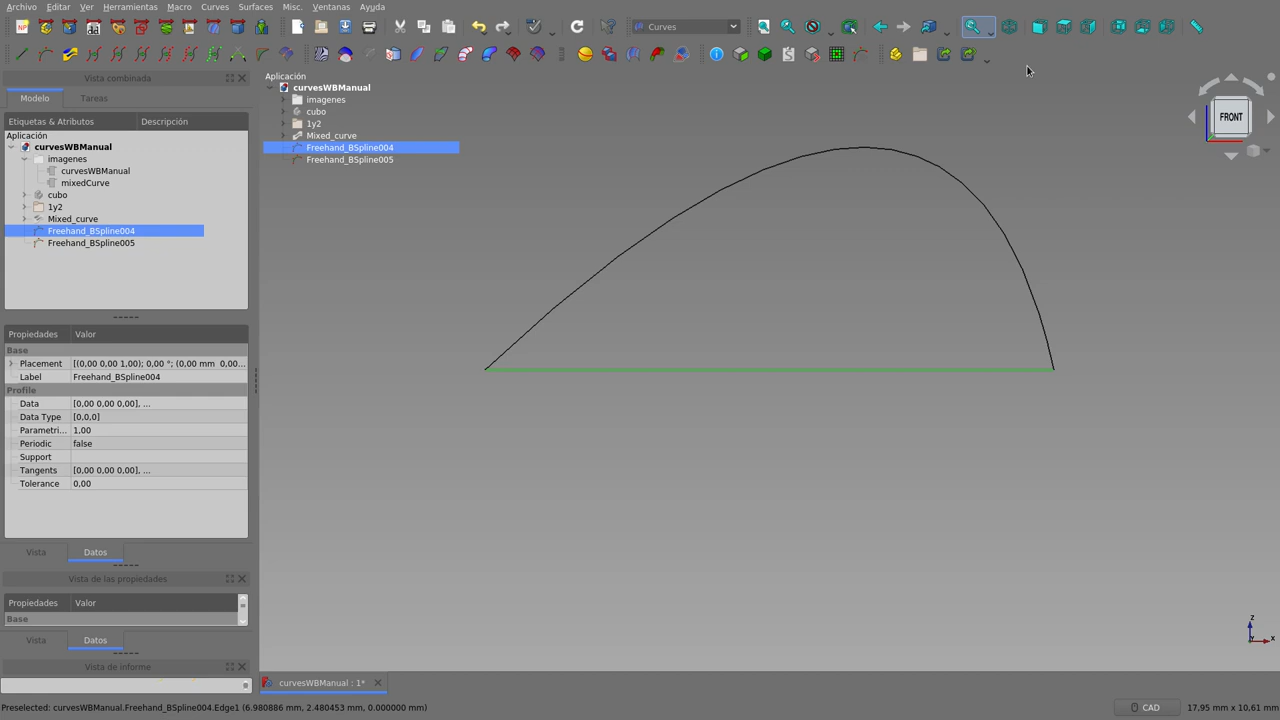 Archivo Editar Ver Herramientas Macro Curves Surfaces Misc. Ventanas Ayuda
Curves
Vista combinada
Modelo Tareas
Etiquetas & Atributos Descripción
Aplicación
curvesWBManual
imagenes
curvesWBManual
mixedCurve
cubo
1y2
Mixed_curve
Freehand_BSpline004
Freehand_BSpline005
Propiedades Valor
Base
Placement [(0,00 0,00 1,00); 0,00 °; (0,00 mm 0,00...
Label Freehand_BSpline004
Profile
Data [0,00 0,00 0,00], ...
Data Type [0,0,0]
Parametri... 1,00
Periodic false
Support
Tangents [0,00 0,00 0,00], ...
Tolerance 0,00
Vista Datos
Vista de las propiedades
Propiedades Valor
Base
Vista Datos
Vista de informe
Aplicación
curvesWBManual
imagenes
cubo
1y2
Mixed_curve
Freehand_BSpline004
Freehand_BSpline005
FRONT
Z
X
curvesWBManual : 1*
Preselected: curvesWBManual.Freehand_BSpline004.Edge1 (6.980886 mm, 2.480453 mm, 0.000000 mm)
CAD
17,95 mm x 10,61 mm